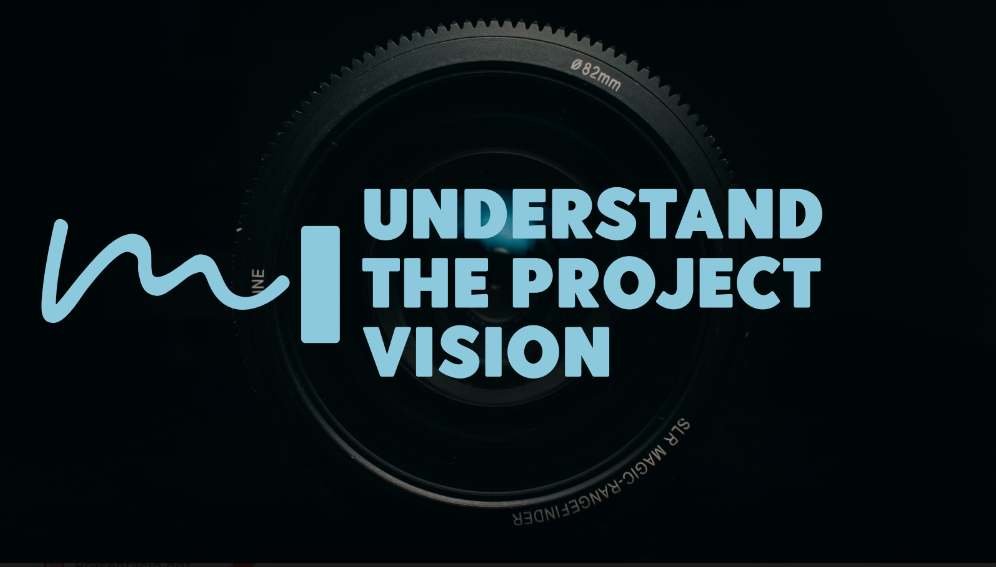 Ø82mm
UNDERSTAND
THE PROJECT
VISION
SLR MAGIC-RANGEFINDER